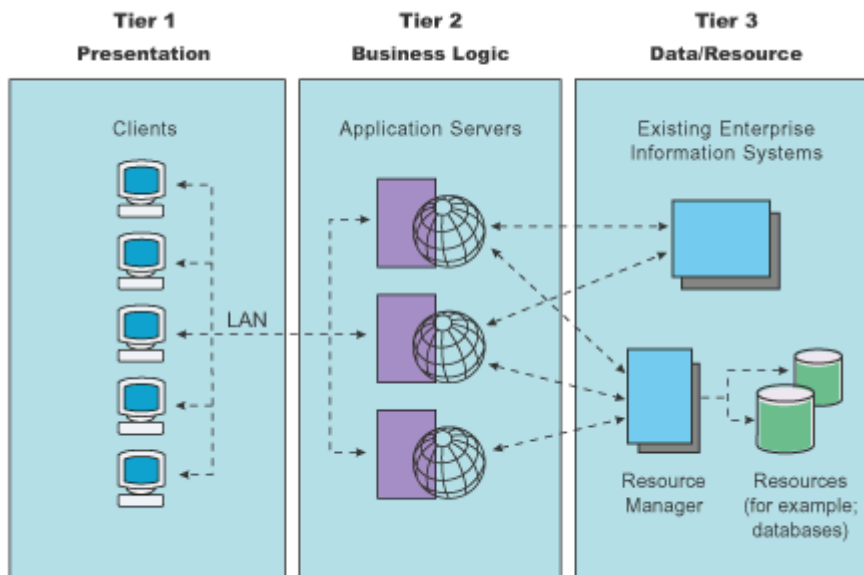 Tier 1
Presentation
Tier 2
Business Logic
Tier 3
Data/Resource
Clients
LAN
Application Servers
Existing Enterprise
Information Systems
Resource
Manager
Resources
(for example;
databases)